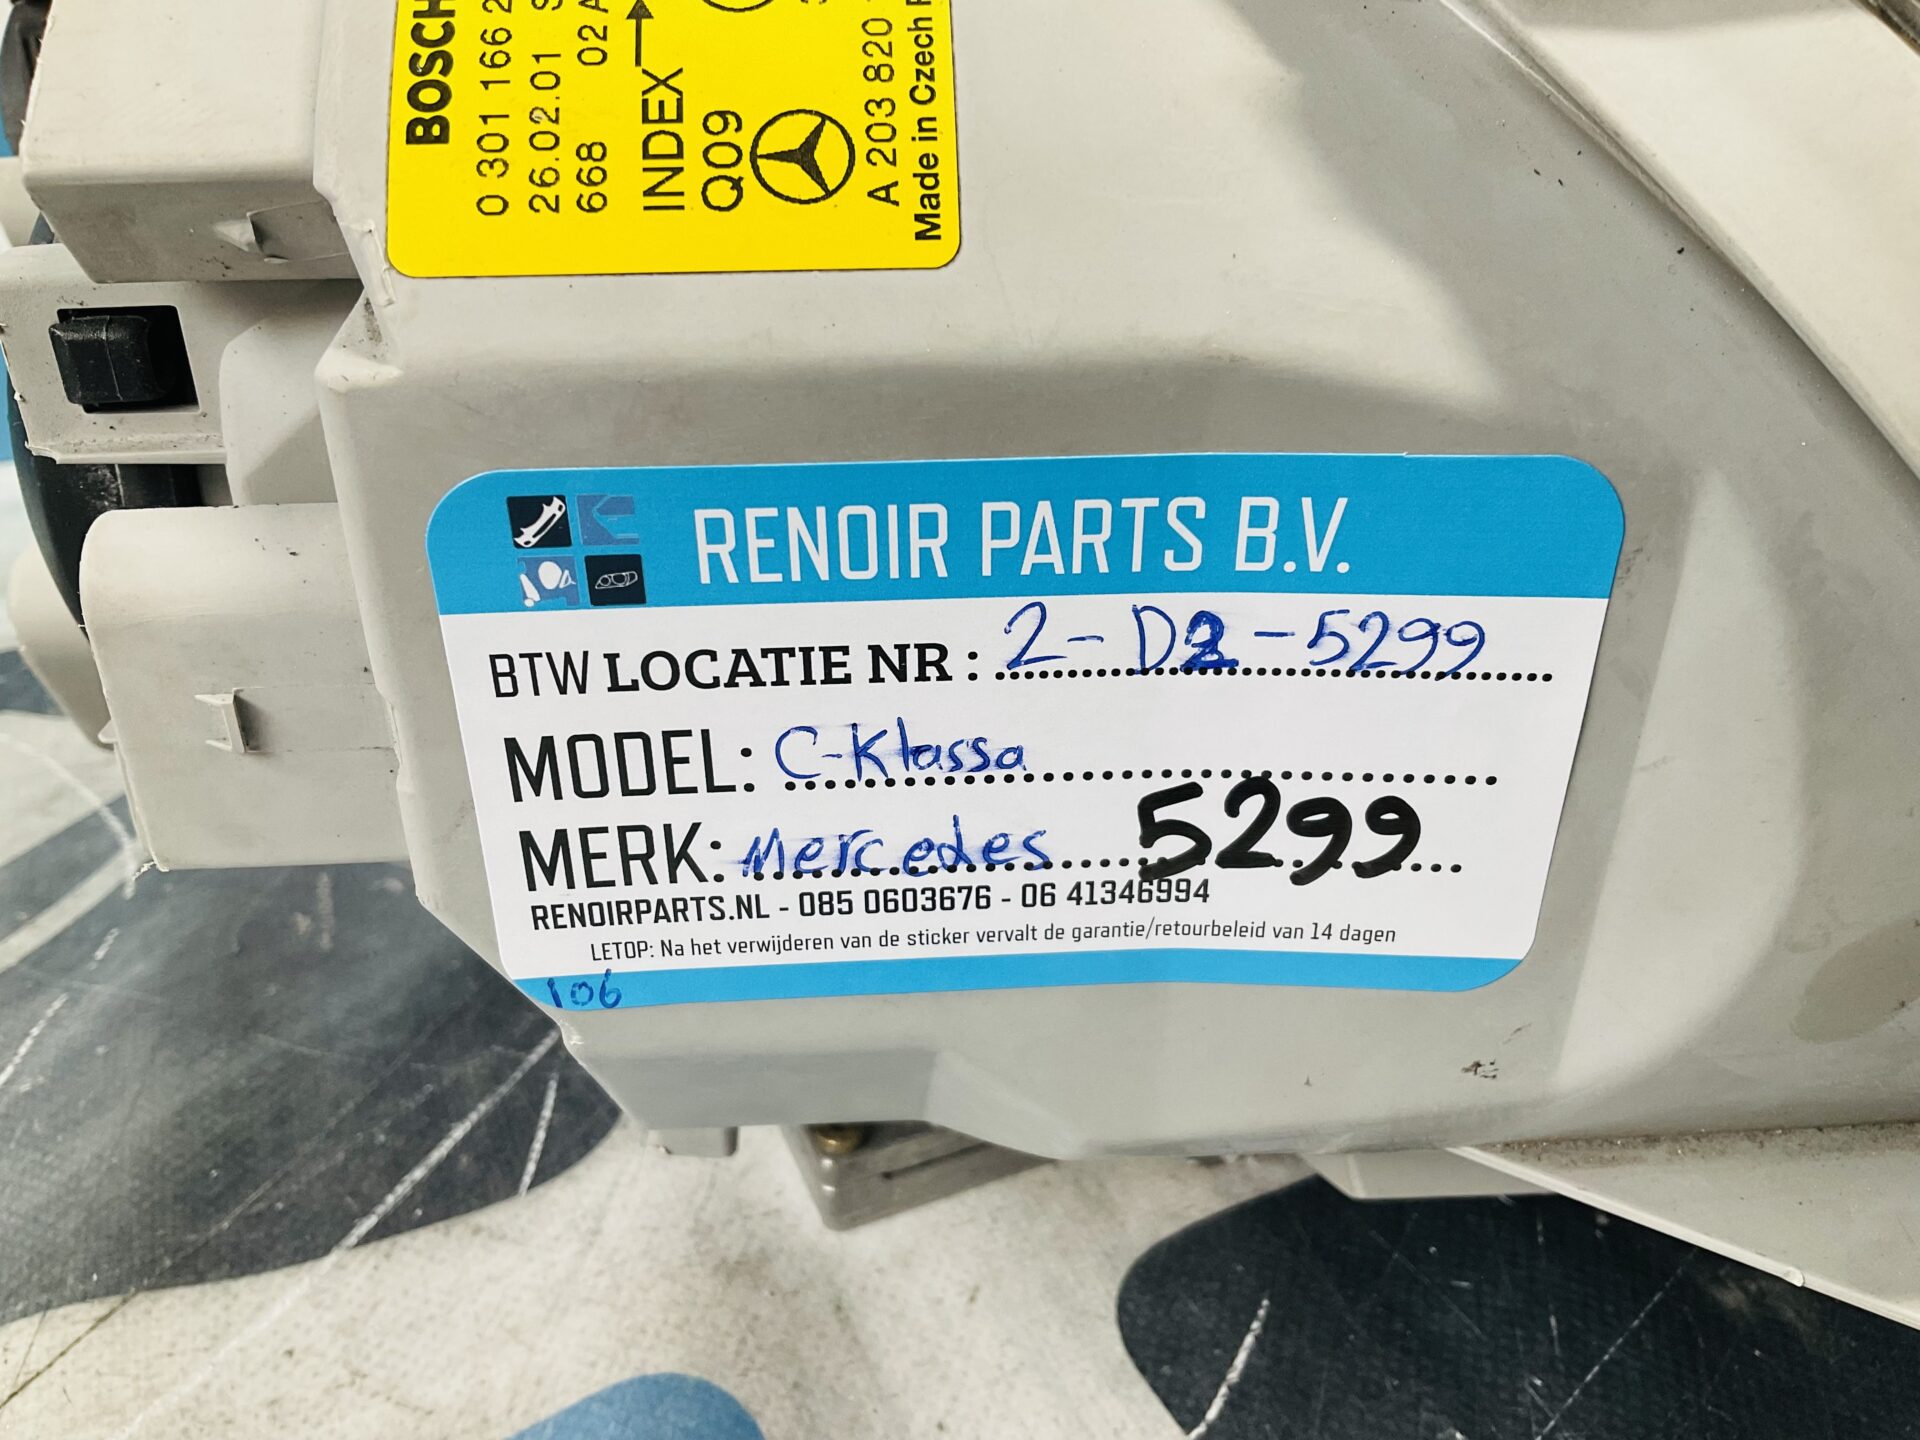 BOSCH
0 301 166 2
26.02.01 S
668 02 A
INDEX
Q09
A 203 820
Made in Czech R
RENOIR PARTS B.V.
BTW LOCATIE NR : 2-D2-5299
MODEL: C-Klassa
MERK: Mercedes 5299
RENOIRPARTS.NL - 085 0603676 - 06 41346994
LETOP: Na het verwijderen van de sticker vervalt de garantie/retourbeleid van 14 dagen
106